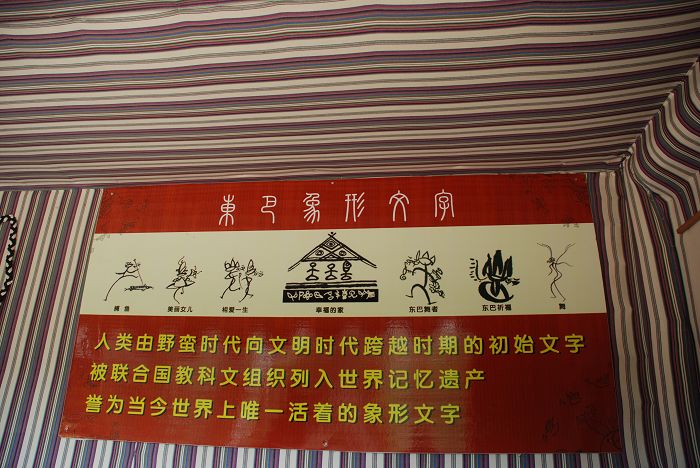 東巴象形文字
捕鱼 美丽女儿 相爱一生 幸福的家 东巴舞者 东巴祈福 舞
人类由野蛮时代向文明时代跨越时期的初始文字
被联合国教科文组织列入世界记忆遗产
誉为当今世界上唯一活着的象形文字